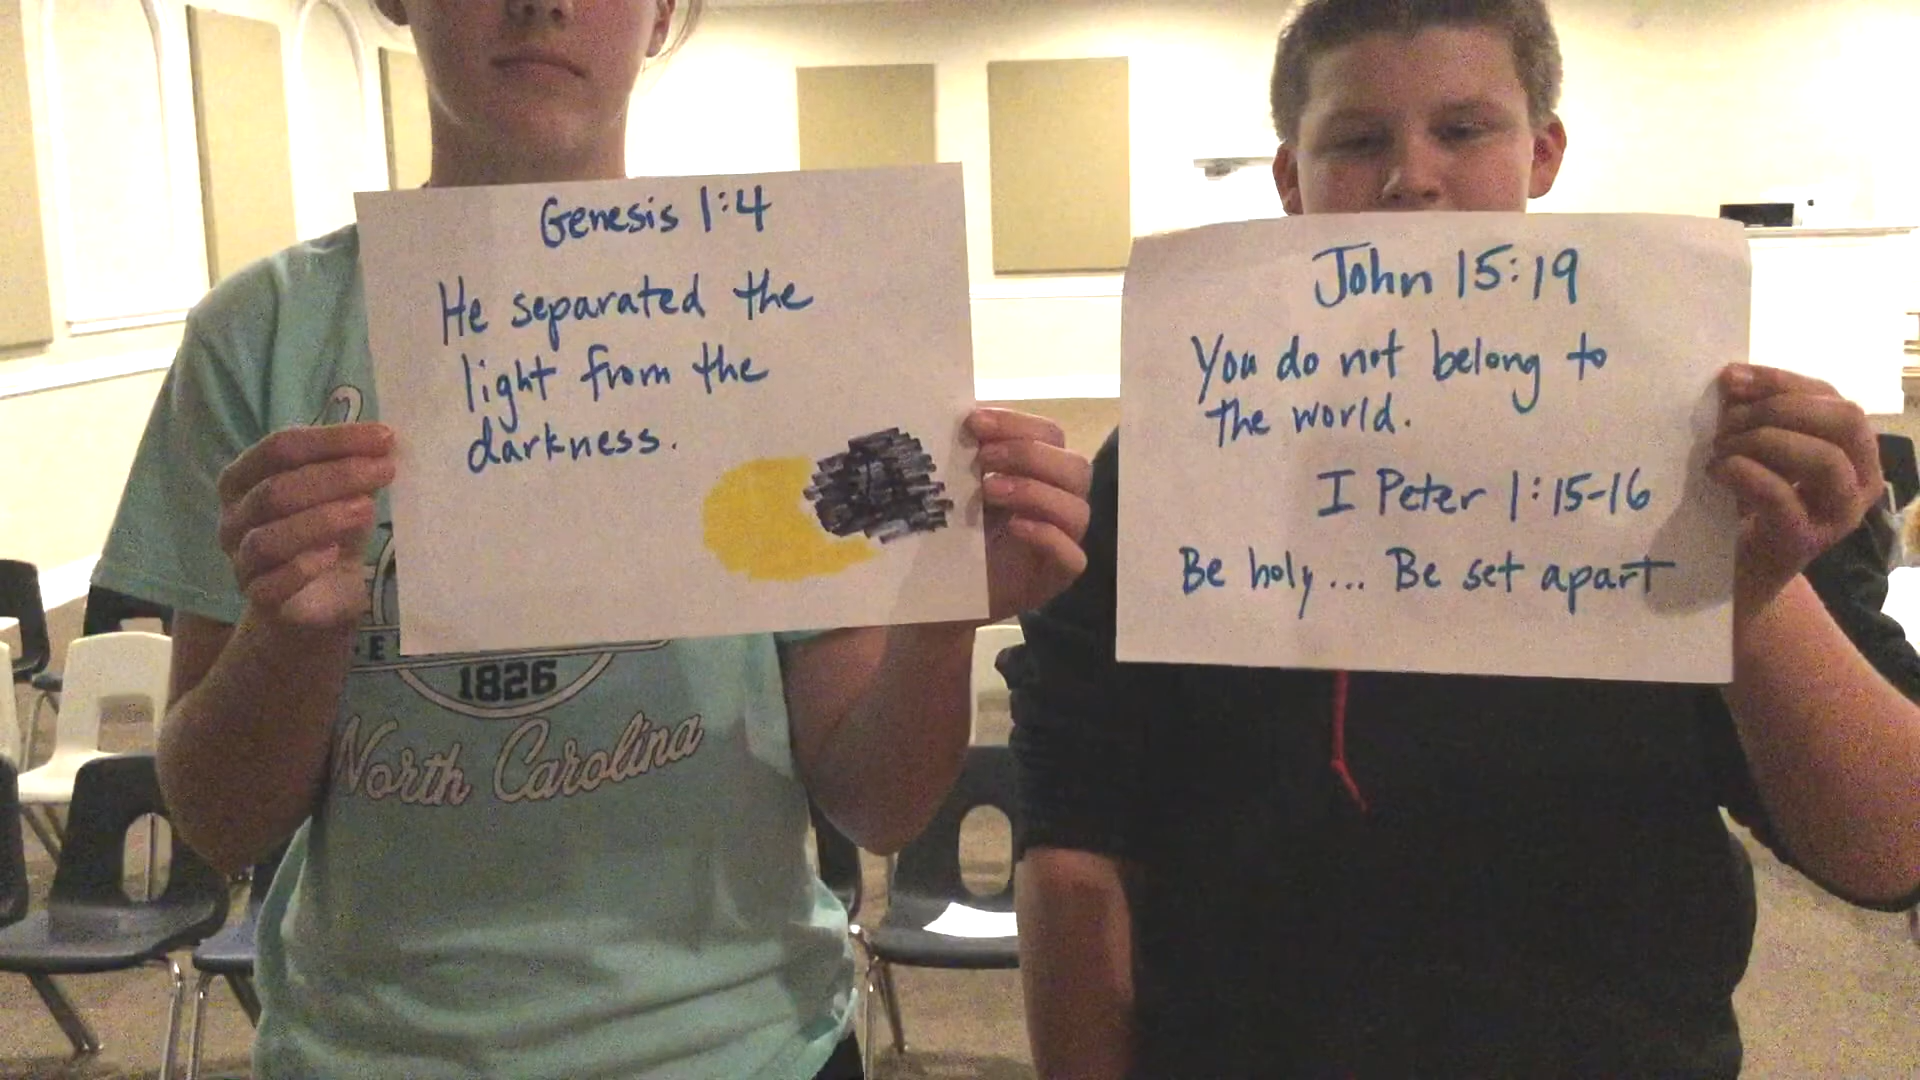 Genesis 1:4
He separated the
light from the
darkness.
John 15:19
You do not belong to
the world.
I Peter 1:15-16
Be holy... Be set apart
1826
North Carolina